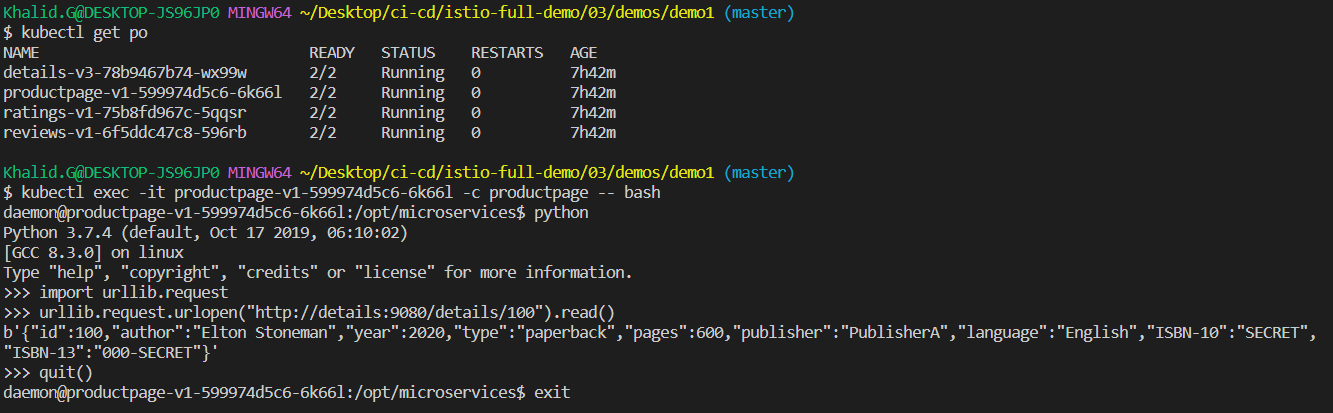 Khalid.G@DESKTOP-JS96JP0 MINGW64 ~/Desktop/ci-cd/istio-full-demo/03/demos/demo1 (master)
$ kubectl get po
NAME                              READY   STATUS    RESTARTS   AGE
details-v3-78b9467b74-wx99w       2/2     Running   0          7h42m
productpage-v1-599974d5c6-6k66l   2/2     Running   0          7h42m
ratings-v1-75b8fd967c-5qqsr       2/2     Running   0          7h42m
reviews-v1-6f5ddc47c8-596rb       2/2     Running   0          7h42m
Khalid.G@DESKTOP-JS96JP0 MINGW64 ~/Desktop/ci-cd/istio-full-demo/03/demos/demo1 (master)
$ kubectl exec -it productpage-v1-599974d5c6-6k66l -c productpage -- bash
daemon@productpage-v1-599974d5c6-6k66l:/opt/microservices$ python
Python 3.7.4 (default, Oct 17 2019, 06:10:02)
[GCC 8.3.0] on linux
Type "help", "copyright", "credits" or "license" for more information.
>>> import urllib.request
>>> urllib.request.urlopen("http://details:9080/details/100").read()
b'{"id":100,"author":"Elton Stoneman","year":2020,"type":"paperback","pages":600,"publisher":"PublisherA","language":"English","ISBN-10":"SECRET",
"ISBN-13":"000-SECRET"}'
>>> quit()
daemon@productpage-v1-599974d5c6-6k66l:/opt/microservices$ exit